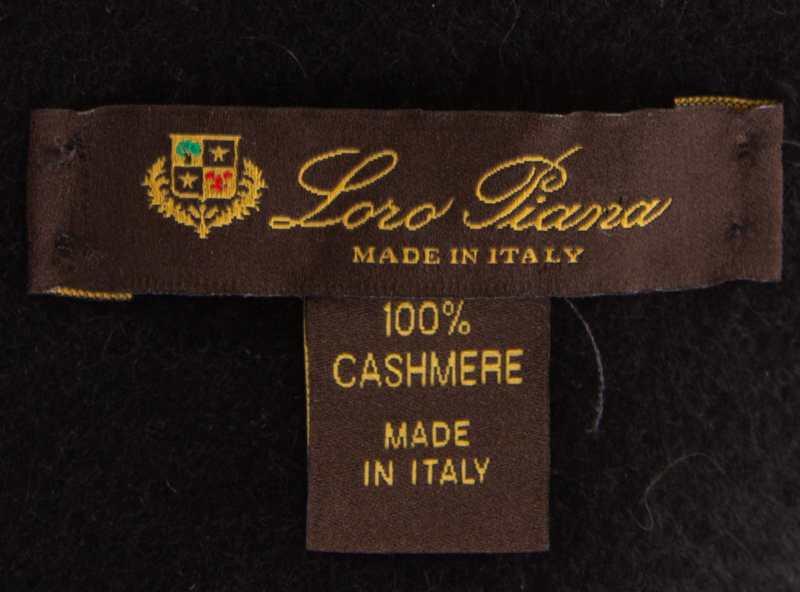 Loro Piana
MADE IN ITALY
100%
CASHMERE
MADE
IN ITALY